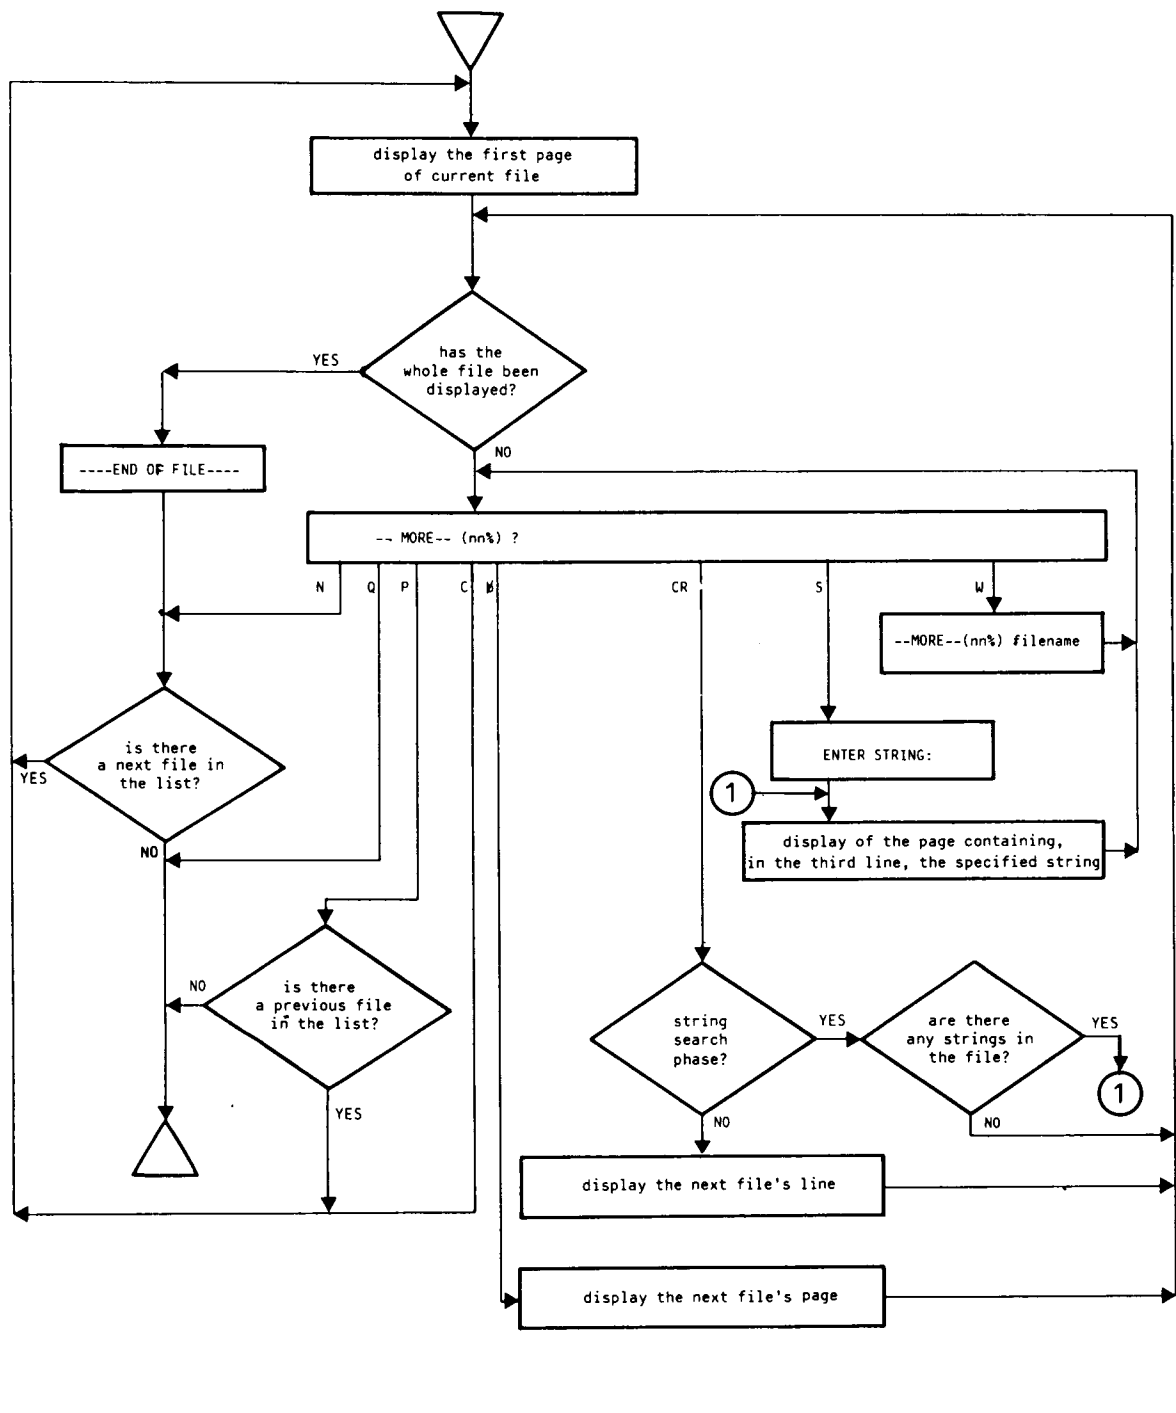 display the first page
of current file
has the
whole file been
displayed?
YES
NO
----END OF FILE----
-- MORE-- (nn%) ?
N
Q
P
C
CR
S
W
--MORE--(nn%) filename
is there
a next file in
the list?
YES
NO
ENTER STRING:
1
display of the page containing,
in the third line, the specified string
is there
a previous file
in the list?
NO
YES
string
search
phase?
YES
NO
are there
any strings in
the file?
YES
1
NO
display the next file's line
display the next file's page